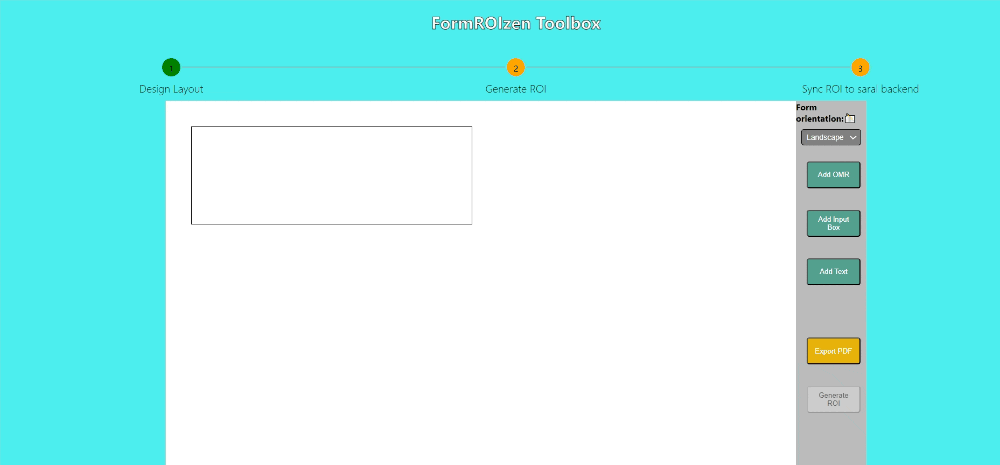 FormROIzen Toolbox
1
2
3
Design Layout
Generate ROI
Sync ROI to saral backend
Form
orientation:
Landscape
Add OMR
Add Input
Box
Add Text
Export PDF
Generate
ROI